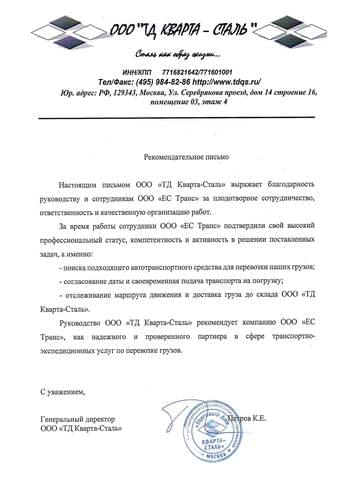 ООО "ТД КВАРТА – СТАЛЬ"
Сталь как образ жизни...
ИНН/КПП 7716821642/771601001
Тел/Факс: (495) 984-82-86 http://www.tdqs.ru/
Юр. адрес: РФ, 129343, Москва, Ул. Серебрякова проезд, дом 14 строение 16,
помещение 03, этаж 4
Рекомендательное письмо
Настоящим письмом ООО «ТД Кварта-Сталь» выражает благодарность
руководству и сотрудникам ООО «ЕС Транс» за плодотворное сотрудничество,
ответственность и качественную организацию работ.
За время работы сотрудники ООО «ЕС Транс» подтвердили свой высокий
профессиональный статус, компетентность и активность в решении поставленных
задач, а именно:
- поиска подходящего автотранспортного средства для перевозки наших грузов;
- согласование даты и своевременная подача транспорта на погрузку;
- отслеживание маршрута движения и доставка груза до склада ООО «ТД
Кварта-Сталь».
Руководство ООО «ТД Кварта-Сталь» рекомендует компанию ООО «ЕС
Транс», как надежного и проверенного партнера в сфере транспортно-
экспедиционных услуг по перевозке грузов.
С уважением,
Генеральный директор
Петров К.Е.
ООО «ТД Кварта-Сталь»
КВАРТА-
СТАЛЬ»
МОСКВА